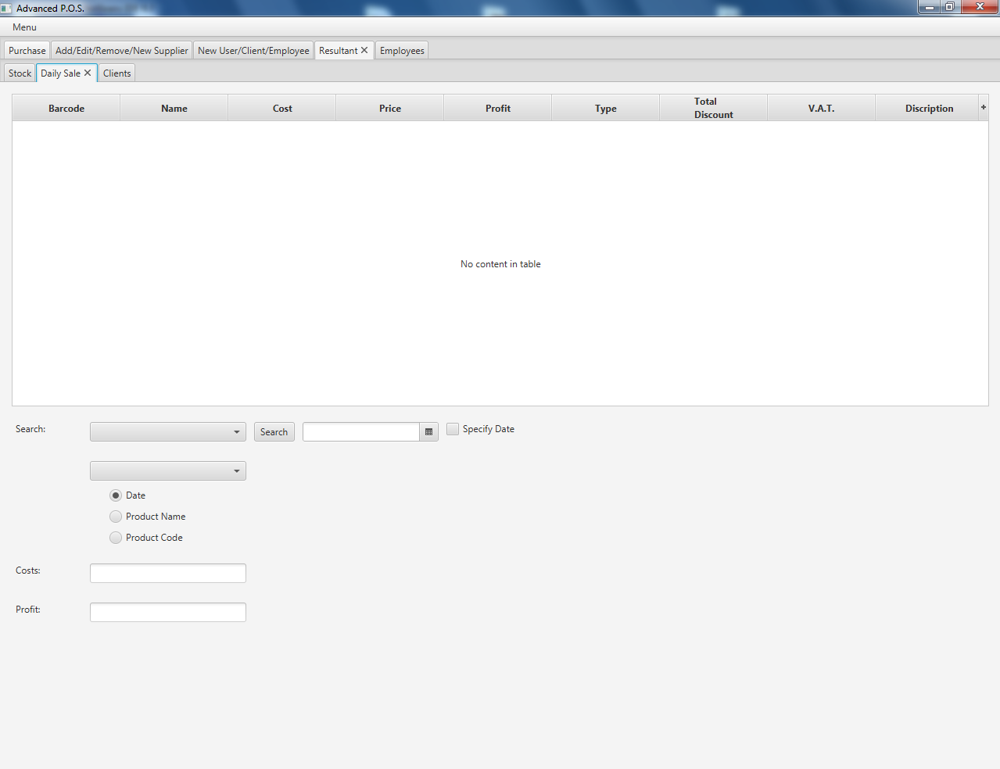 Advanced P.O.S.
Menu
Purchase Add/Edit/Remove/New Supplier New User/Client/Employee Resultant Employees
Stock Daily Sale Clients
Barcode Name Cost Price Profit Type Total Discount V.A.T. Discription +
No content in table
Search: Search Specify Date
Date
Product Name
Product Code
Costs:
Profit: